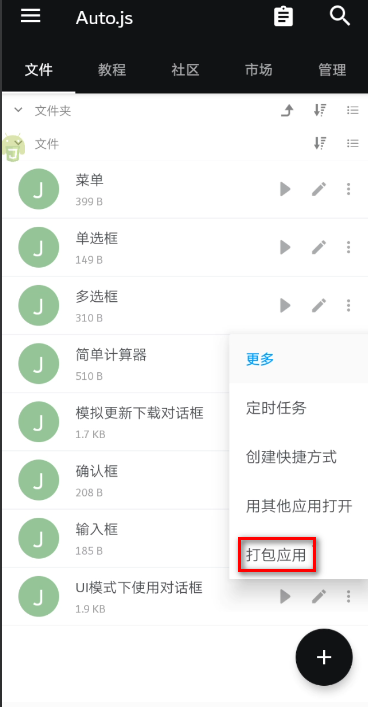 Auto.js
文件 教程 社区 市场 管理
文件夹
文件
J 菜单
399 B
J 单选框
149 B
J 多选框
310 B
J 简单计算器
510 B
更多
J 模拟更新下载对话框
1.7 KB
定时任务
J 确认框
208 B
创建快捷方式
J 输入框
185 B
用其他应用打开
打包应用
J UI模式下使用对话框
1.9 KB